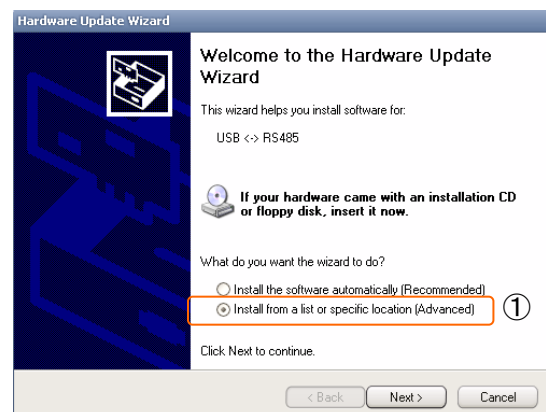 Hardware Update Wizard
Welcome to the Hardware Update
Wizard
This wizard helps you install software for:
USB <-> RS485
If your hardware came with an installation CD
or floppy disk, insert it now.
What do you want the wizard to do?
Install the software automatically (Recommended)
Install from a list or specific location (Advanced)
①
Click Next to continue.
< Back Next > Cancel